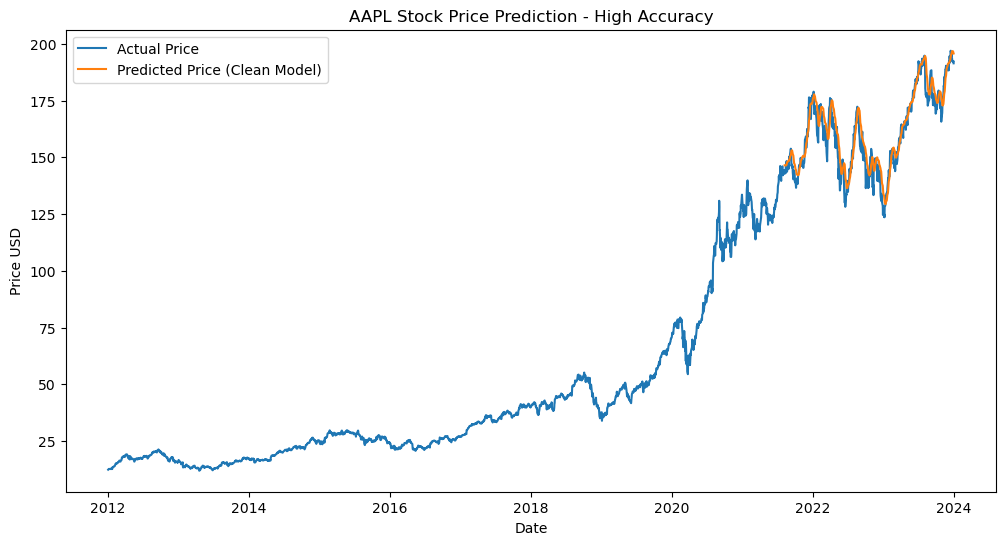 AAPL Stock Price Prediction - High Accuracy
Actual Price
Predicted Price (Clean Model)
200
175
150
125
100
75
50
25
Price USD
2012 2014 2016 2018 2020 2022 2024
Date